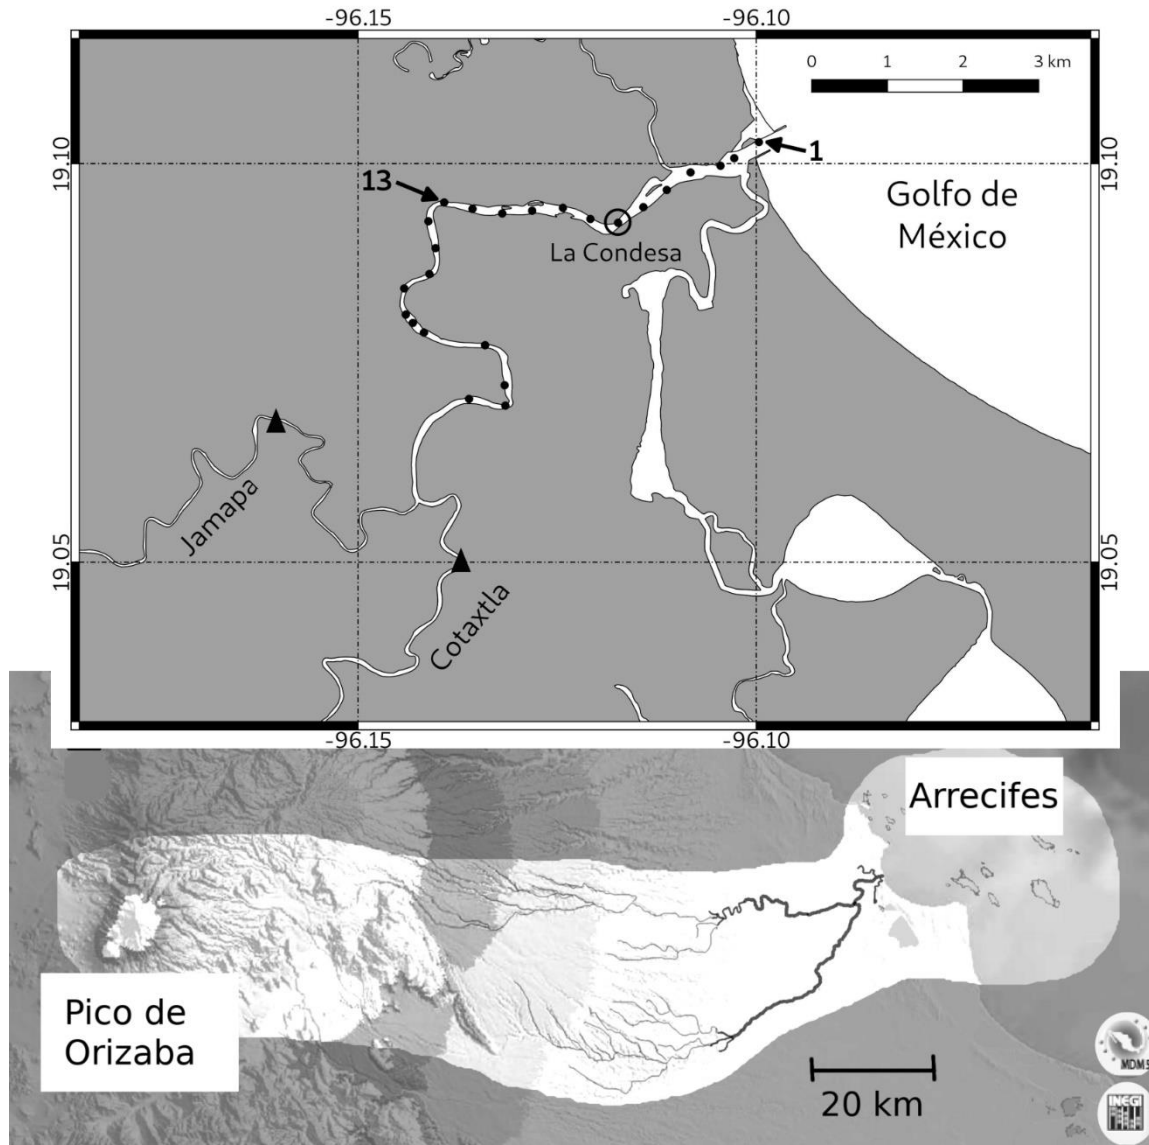 -96.15
-96.10
0
1
2
3 km
19.10
19.10
1
13
Golfo de
México
La Condesa
Jamapa
19.05
19.05
Cotaxtla
-96.15
-96.10
Arrecifes
Pico de
Orizaba
20 km
INEGI